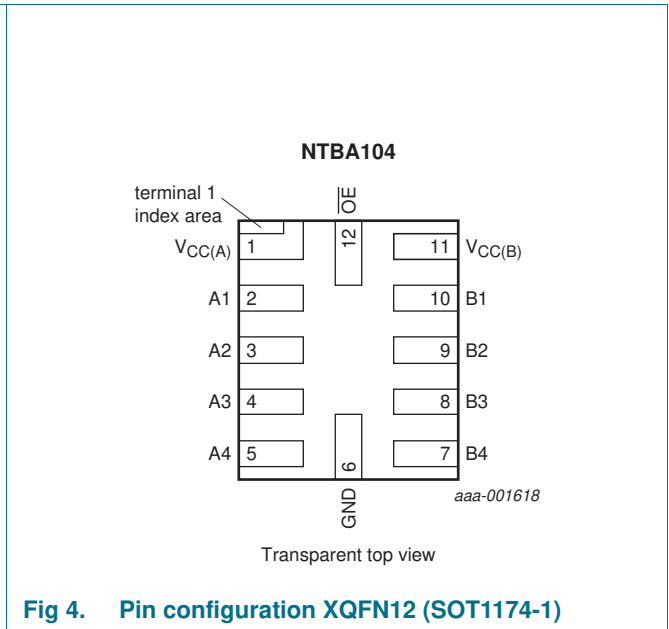 NTBA104
terminal 1
index area
OE
12
VCC(A) 1
11 VCC(B)
A1 2
10 B1
A2 3
9 B2
A3 4
8 B3
A4 5
7 B4
6
GND
aaa-001618
Transparent top view
Fig 4. Pin configuration XQFN12 (SOT1174-1)